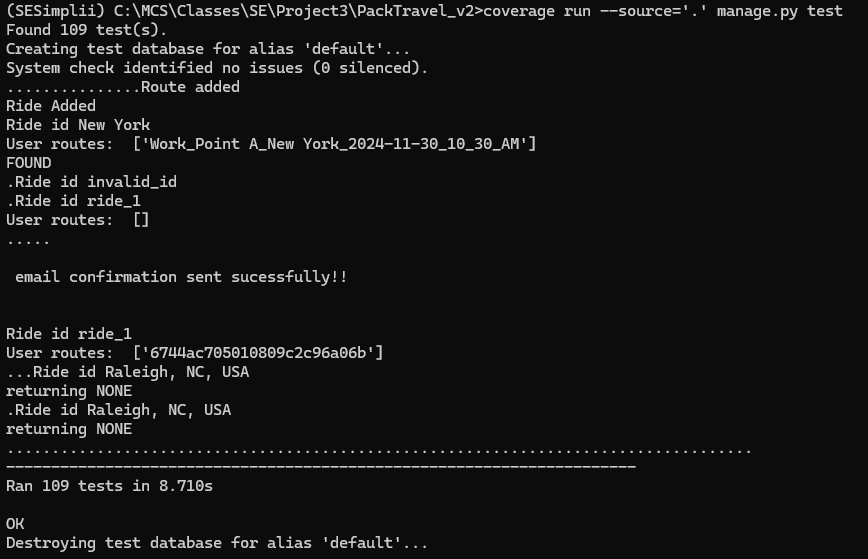 (SESimplii) C:\MCS\Classes\SE\Project3\PackTravel_v2>coverage run --source='.' manage.py test
Found 109 test(s).
Creating test database for alias 'default'...
System check identified no issues (0 silenced).
...............Route added
Ride Added
Ride id New York
User routes:  ['Work_Point A_New York_2024-11-30_10_30_AM']
FOUND
.Ride id invalid_id
.Ride id ride_1
User routes:  []
.....
 email confirmation sent sucessfully!!
Ride id ride_1
User routes:  ['6744ac705010809c2c96a06b']
...Ride id Raleigh, NC, USA
returning NONE
.Ride id Raleigh, NC, USA
returning NONE
...................................................................................
----------------------------------------------------------------------
Ran 109 tests in 8.710s
OK
Destroying test database for alias 'default'...